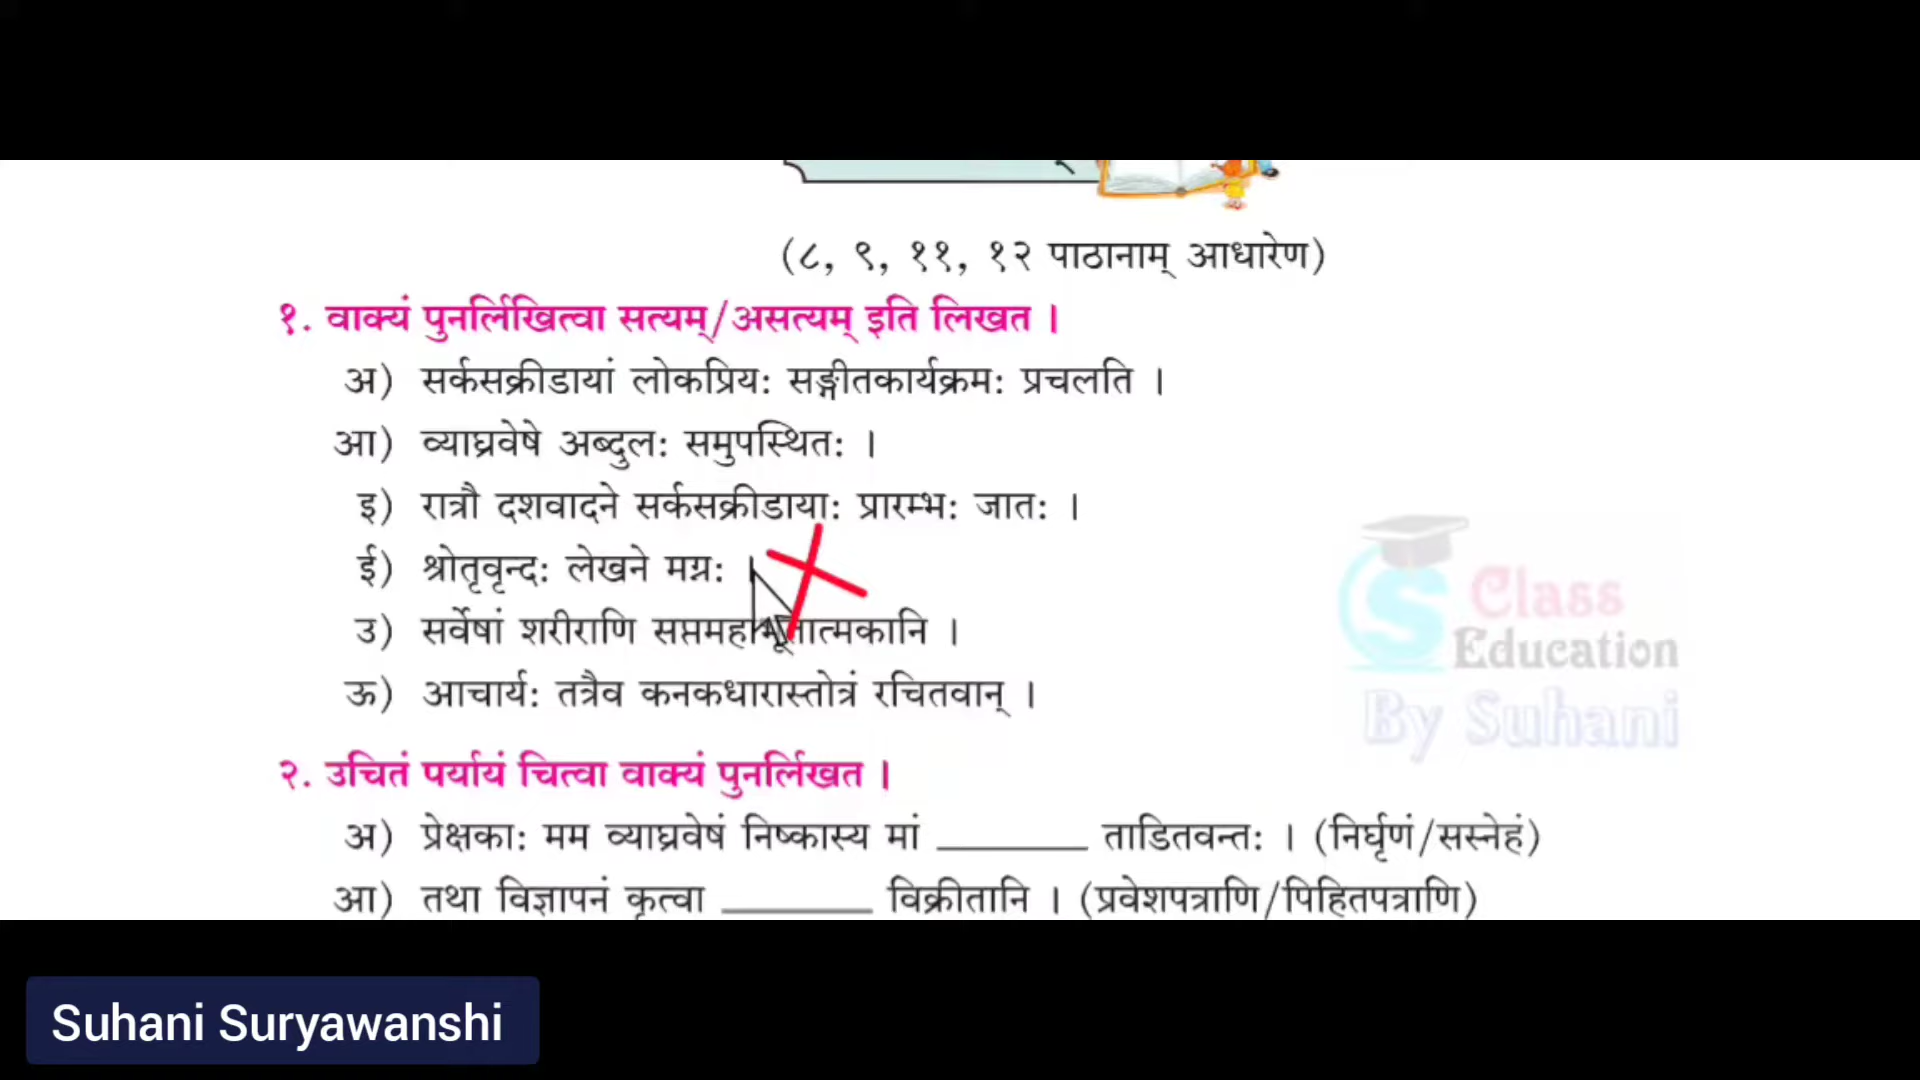 (८, ९, ११, १२ पाठानाम् आधारेण)
१. वाक्यं पुनर्लिखित्वा सत्यम्/असत्यम् इति लिखत ।
अ) सर्कसक्रीडायां लोकप्रियः सङ्गीतकार्यक्रमः प्रचलति ।
आ) व्याघ्रवेषे अब्दुलः समुपस्थितः ।
इ) रात्रौ दशवादने सर्कसक्रीडायाः प्रारम्भः जातः ।
ई) श्रोतृवृन्दः लेखने मग्नः ।
उ) सर्वेषां शरीराणि सप्तमहाभूतात्मकानि ।
ऊ) आचार्यः तत्रैव कनकधारास्तोत्रं रचितवान् ।
Class
Education
By Suhani
२. उचितं पर्यायं चित्वा वाक्यं पुनर्लिखत ।
अ) प्रेक्षकाः मम व्याघ्रवेषं निष्कास्य मां ________ ताडितवन्तः । (निर्घृणं/सस्नेहं)
आ) तथा विज्ञापनं कृत्वा ________ विक्रीतानि । (प्रवेशपत्राणि/पिहितपत्राणि)
Suhani Suryawanshi